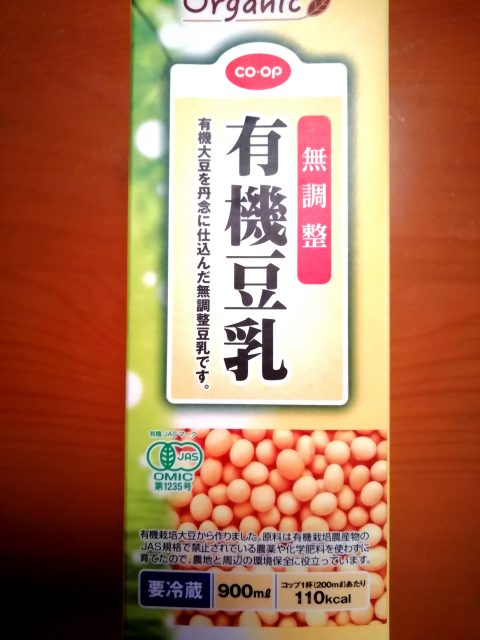 Organic
CO・OP
無調整
有機豆乳
有機大豆を丹念に仕込んだ無調整豆乳です。
有機JASマーク
JAS
OMIC
第1235号
有機栽培大豆から作りました。原料は有機栽培農産物の
JAS規格で禁止されている農薬や化学肥料を使わずに
育てたので、農地と周辺の環境保全に役立っています。
要冷蔵
900mℓ
コップ1杯(200mℓ)あたり
110kcal